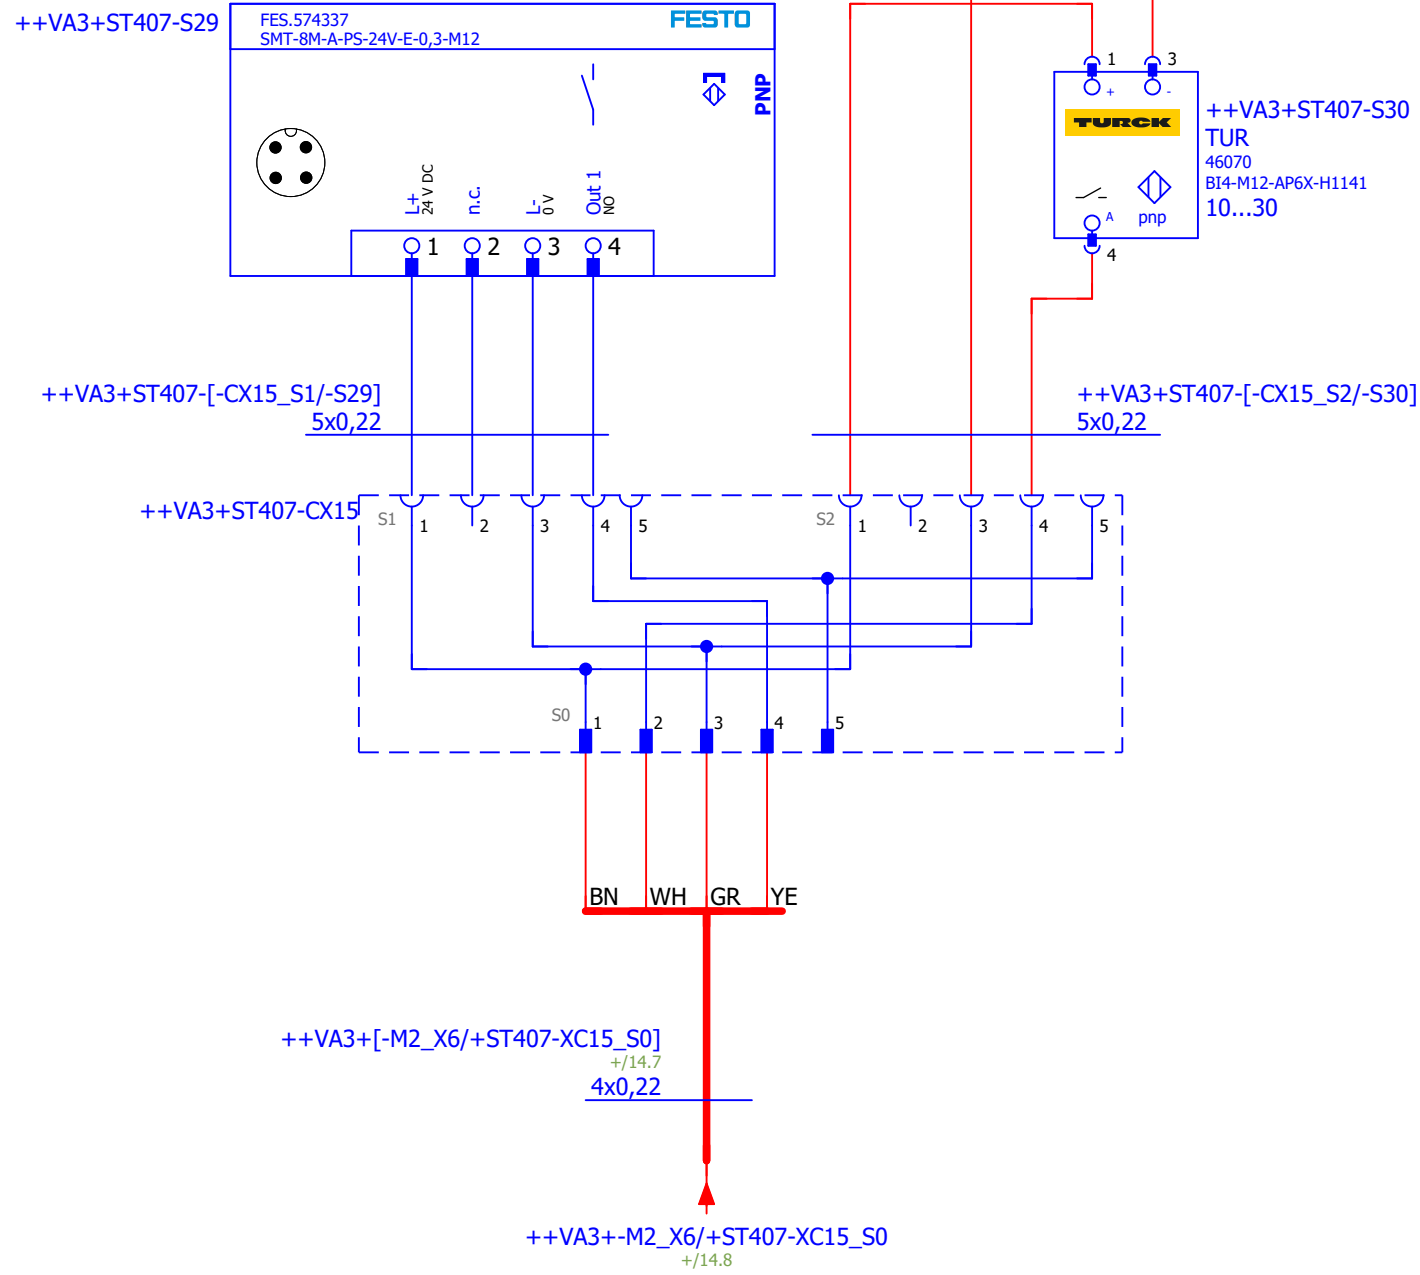 ++VA3+ST407-S29
FES.574337
SMT-8M-A-PS-24V-E-0,3-M12
FESTO
PNP
L+
24 V DC
n.c.
L-
0 V
Out 1
NO
1
2
3
4
1
3
+
-
TURCK
A
pnp
4
++VA3+ST407-S30
TUR
46070
BI4-M12-AP6X-H1141
10...30
++VA3+ST407-[-CX15_S1/-S29]
5x0,22
++VA3+ST407-[-CX15_S2/-S30]
5x0,22
++VA3+ST407-CX15
S1
1
2
3
4
5
S2
1
2
3
4
5
S0
1
2
3
4
5
BN
WH
GR
YE
++VA3+[-M2_X6/+ST407-XC15_S0]
+/14.7
4x0,22
++VA3+-M2_X6/+ST407-XC15_S0
+/14.8